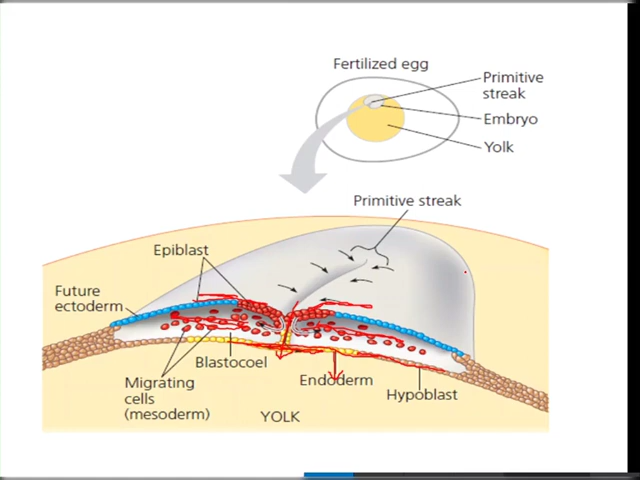 Fertilized egg
Primitive
streak
Embryo
Yolk
Primitive streak
Epiblast
Future
ectoderm
Blastocoel
Endoderm
Migrating
cells
(mesoderm)
Hypoblast
YOLK